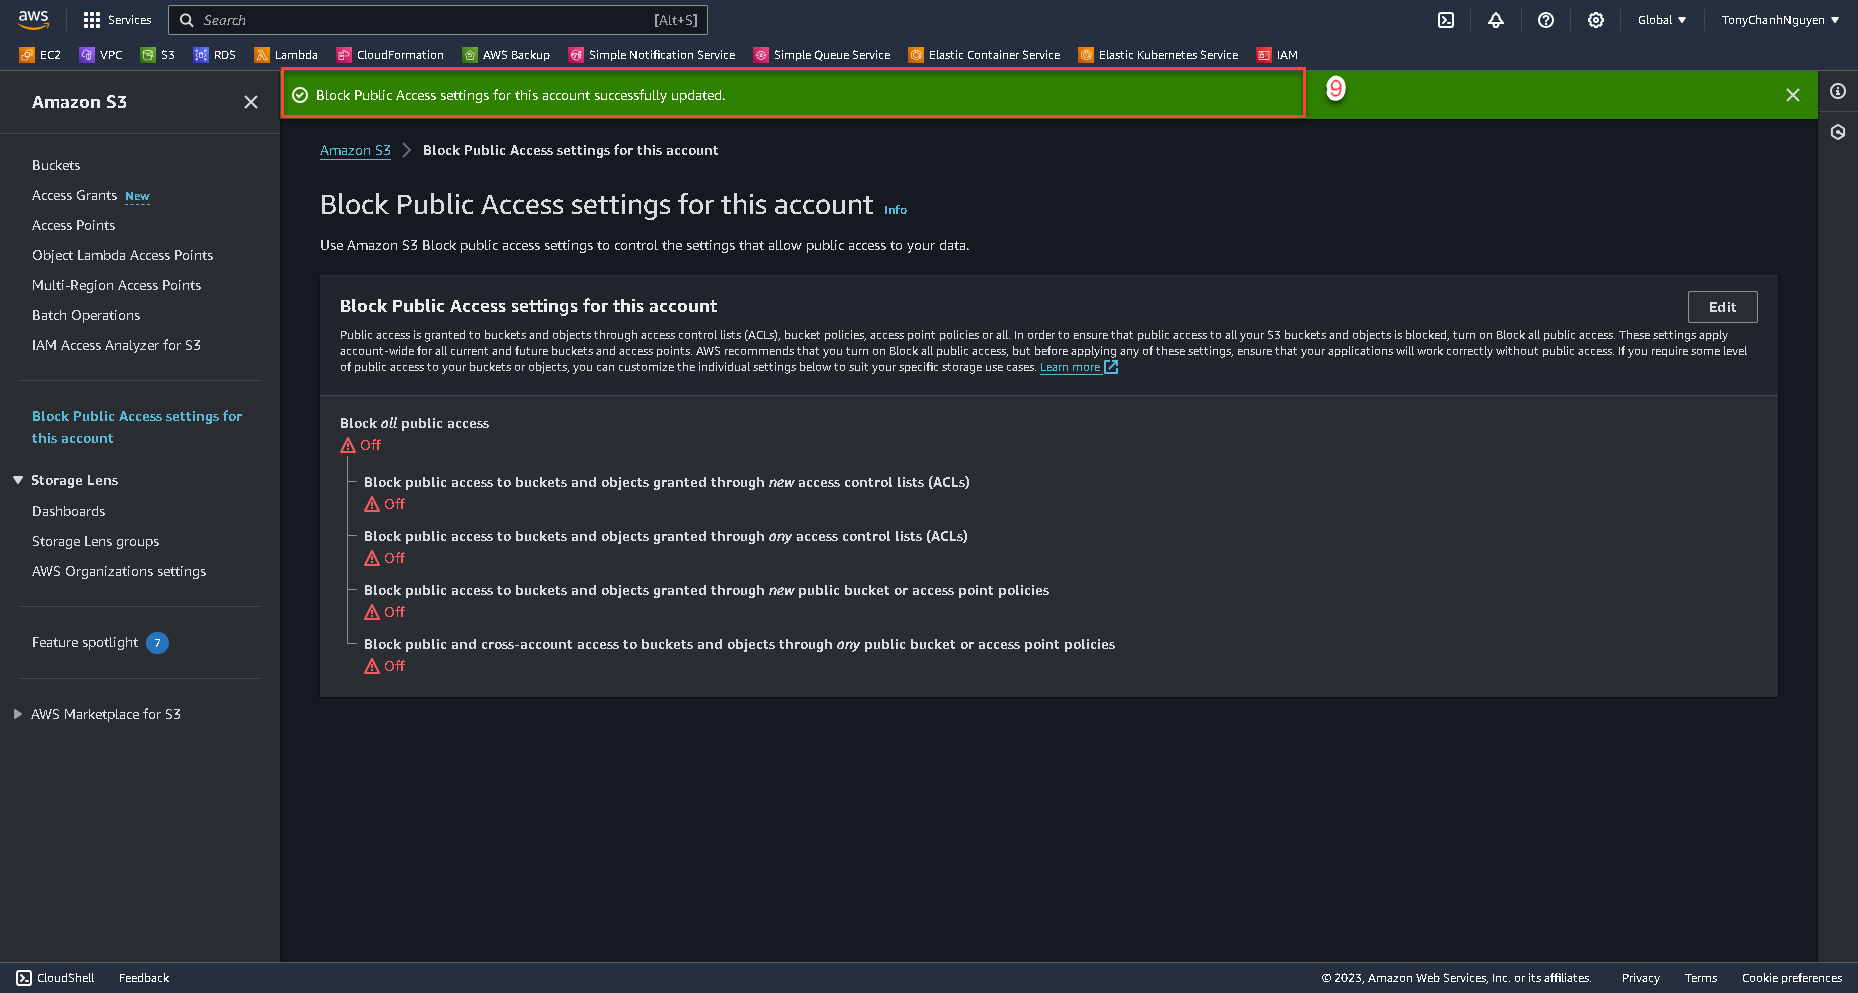 aws
Services
Search
[Alt+S]
Global
TonyChanhNguyen
EC2
VPC
S3
RDS
Lambda
CloudFormation
AWS Backup
Simple Notification Service
Simple Queue Service
Elastic Container Service
Elastic Kubernetes Service
IAM
Amazon S3
Block Public Access settings for this account successfully updated.
9
Buckets
Access Grants New
Access Points
Object Lambda Access Points
Multi-Region Access Points
Batch Operations
IAM Access Analyzer for S3
Block Public Access settings for
this account
Storage Lens
Dashboards
Storage Lens groups
AWS Organizations settings
Feature spotlight 7
AWS Marketplace for S3
Amazon S3
Block Public Access settings for this account
Block Public Access settings for this account Info
Use Amazon S3 Block public access settings to control the settings that allow public access to your data.
Block Public Access settings for this account
Edit
Public access is granted to buckets and objects through access control lists (ACLs), bucket policies, access point policies or all. In order to ensure that public access to all your S3 buckets and objects is blocked, turn on Block all public access. These settings apply
account-wide for all current and future buckets and access points. AWS recommends that you turn on Block all public access, but before applying any of these settings, ensure that your applications will work correctly without public access. If you require some level
of public access to your buckets or objects, you can customize the individual settings below to suit your specific storage use cases. Learn more
Block all public access
Off
Block public access to buckets and objects granted through new access control lists (ACLs)
Off
Block public access to buckets and objects granted through any access control lists (ACLs)
Off
Block public access to buckets and objects granted through new public bucket or access point policies
Off
Block public and cross-account access to buckets and objects through any public bucket or access point policies
Off
CloudShell
Feedback
© 2023, Amazon Web Services, Inc. or its affiliates.
Privacy
Terms
Cookie preferences